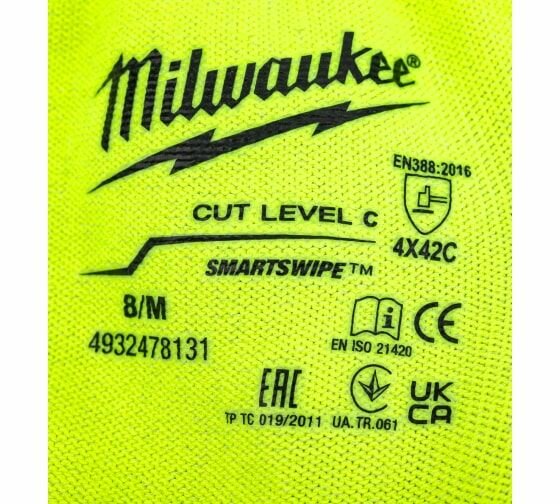 Milwaukee®
EN388:2016
CUT LEVEL C
4X42C
SMARTSWIPE™
8/M
4932478131
i
CE
EN ISO 21420
EAC
UK
CA
TP TC 019/2011
UA.TR.061